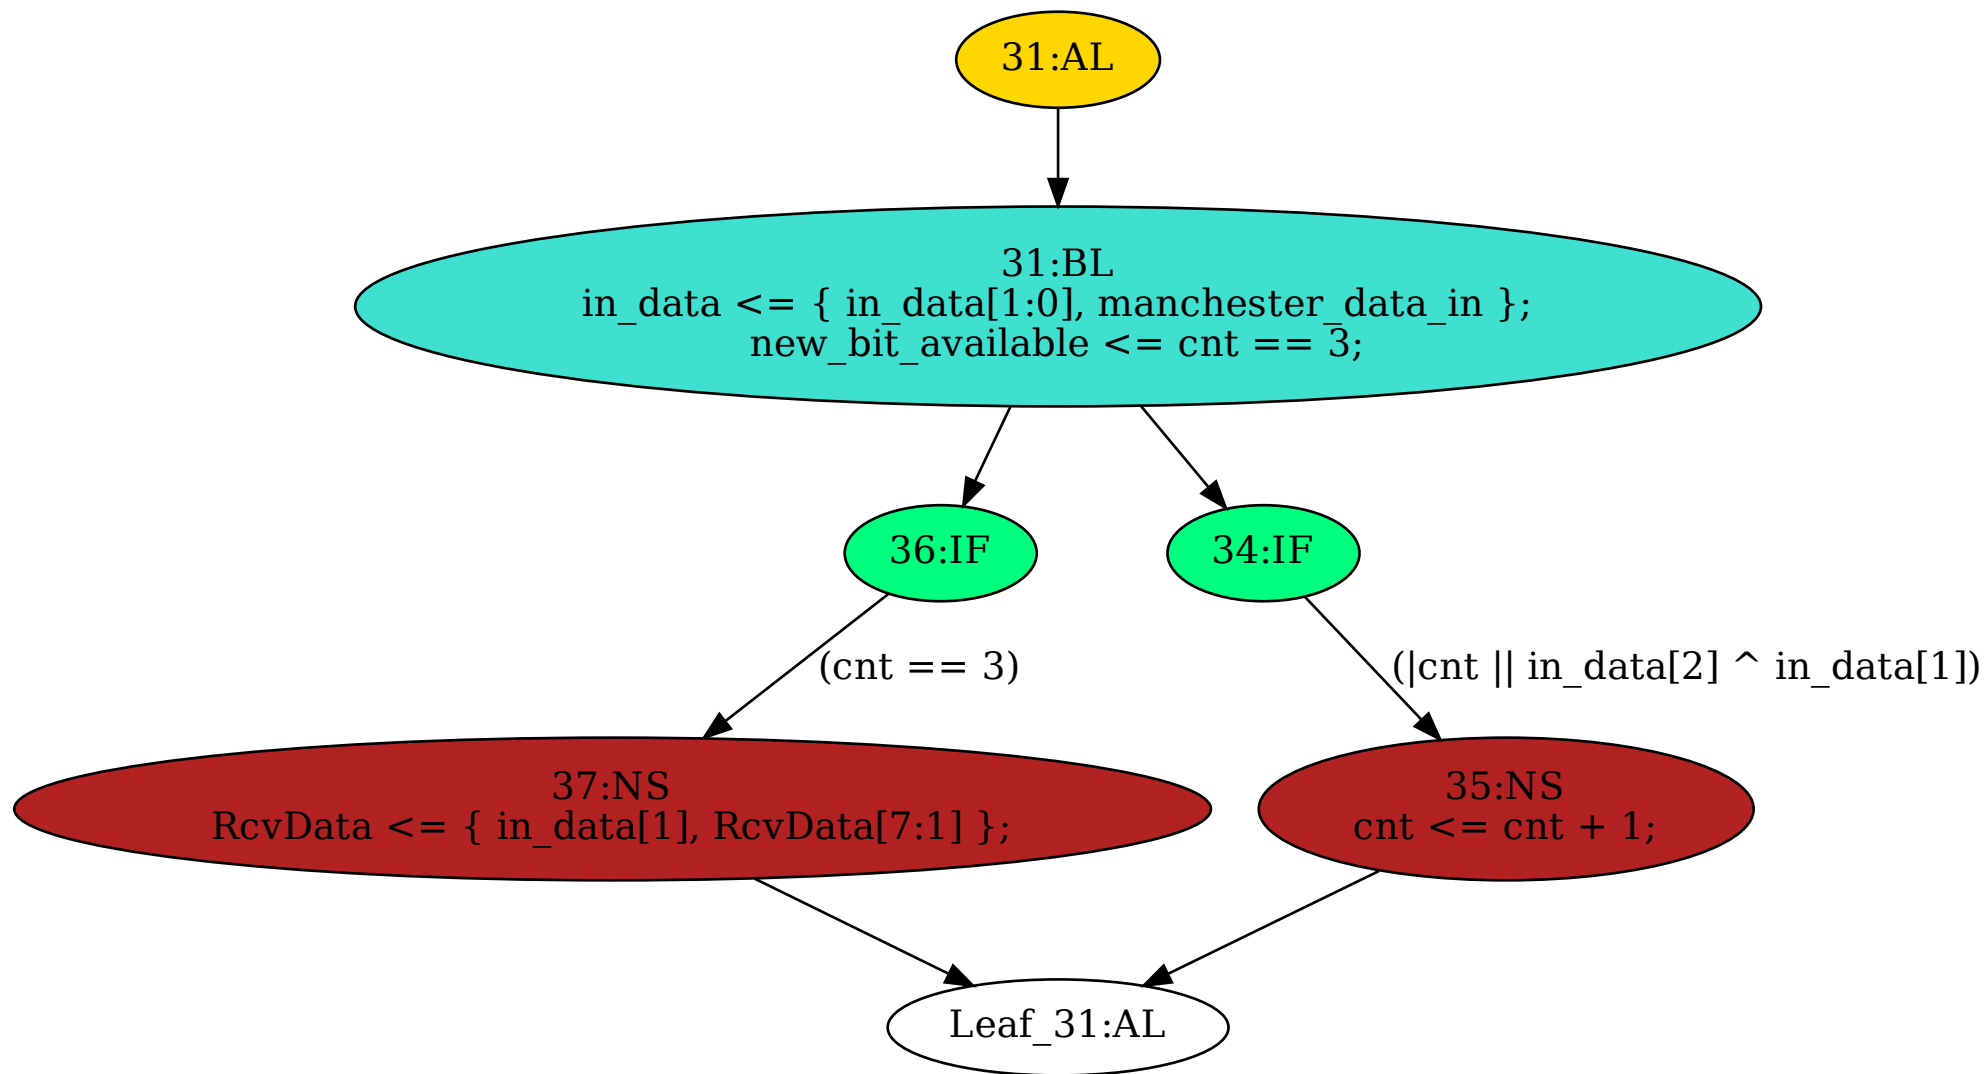 31:AL
31:BL
in_data <= { in_data[1:0], manchester_data_in };
new_bit_available <= cnt == 3;
36:IF
34:IF
(cnt == 3)
(|cnt || in_data[2] ^ in_data[1])
37:NS
RcvData <= { in_data[1], RcvData[7:1] };
35:NS
cnt <= cnt + 1;
Leaf_31:AL